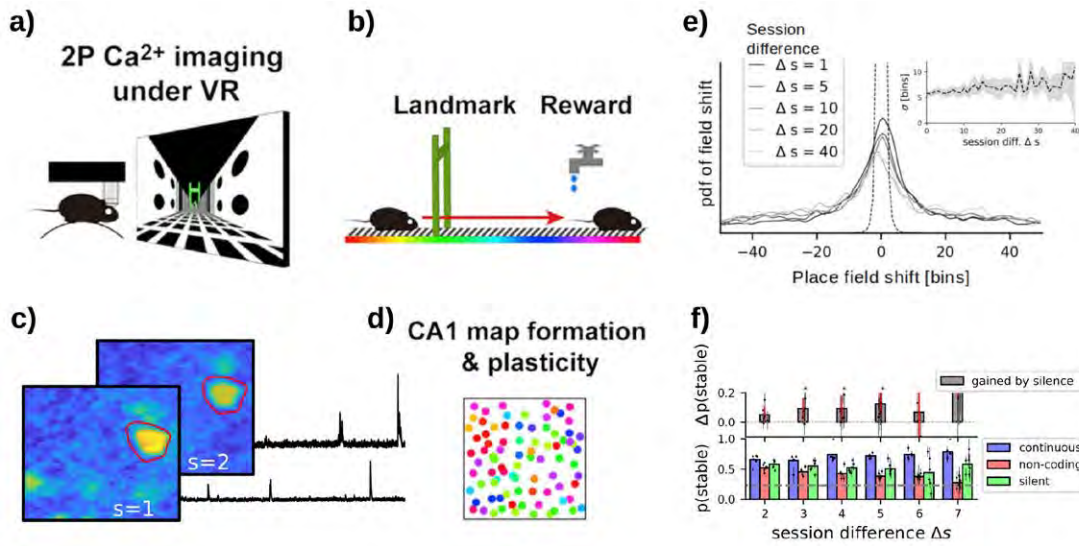 a)
2P Ca2+ imaging
under VR
b)
Landmark
Reward
c)
s=2
s=1
d)
CA1 map formation
& plasticity
e)
Session
difference
Δ s = 1
Δ s = 5
Δ s = 10
Δ s = 20
Δ s = 40
pdf of field shift
−40
−20
0
20
40
Place field shift [bins]
σ [bins]
10
5
0
0
10
20
30
40
session diff. Δ s
f)
Δp(stable)
0.2
0.0
gained by silence
p(stable)
1.0
0.5
0.0
continuous
non-coding
silent
2
3
4
5
6
7
session difference Δs